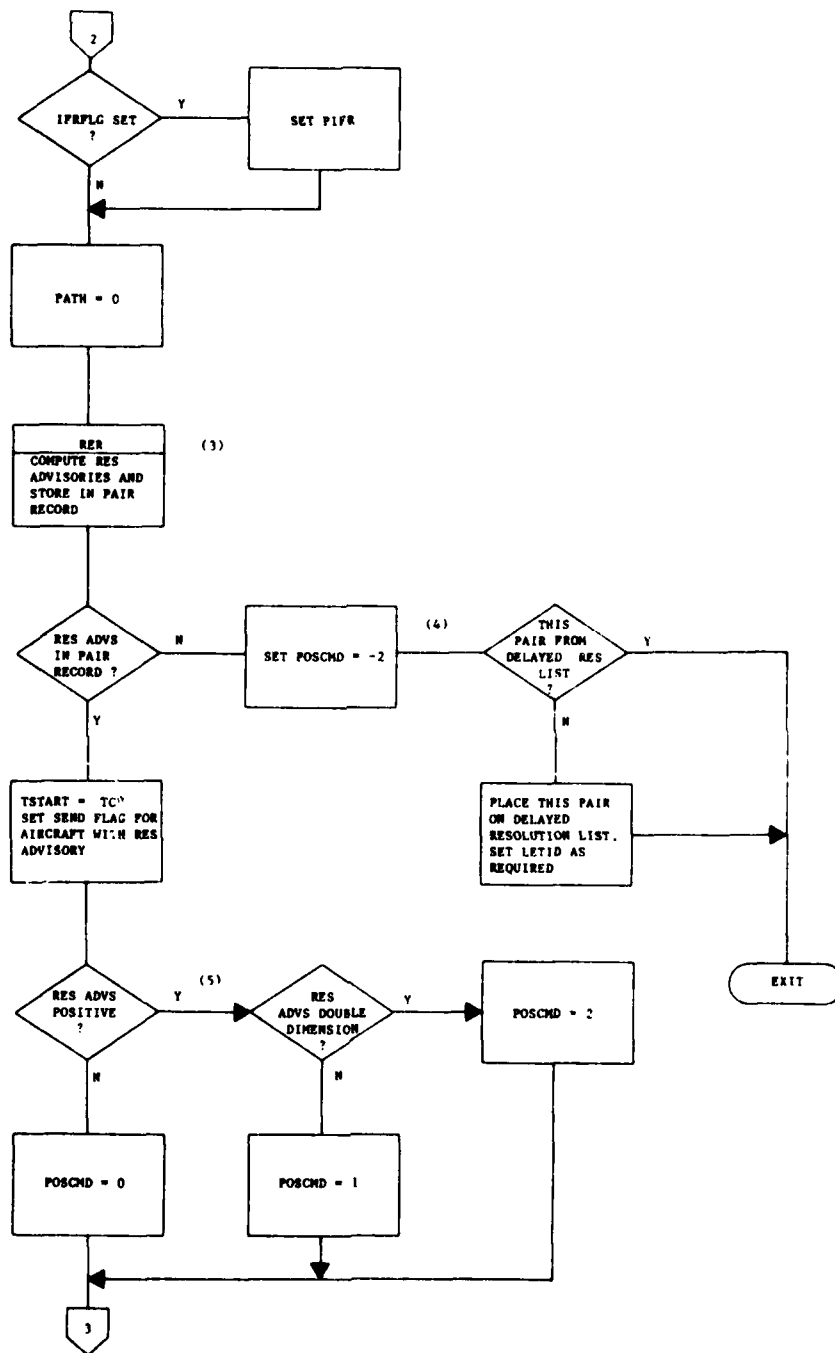 2
IFRFLG SET
?
Y
SET PIFR
N
PATH = 0
RER
(3)
COMPUTE RES
ADVISORIES AND
STORE IN PAIR
RECORD
RES ADVS
IN PAIR
RECORD ?
N
SET POSCMD = -2
(4)
THIS
PAIR FROM
DELAYED RES
LIST
?
Y
Y
N
TSTART =
SET SEND FLAG FOR
AIRCRAFT WITH RES
ADVISORY
PLACE THIS PAIR
ON DELAYED
RESOLUTION LIST.
SET LETID AS
REQUIRED
RES ADVS
POSITIVE
?
Y
(5)
RES
ADVS DOUBLE
DIMENSION
?
Y
POSCMD = 2
EXIT
N
N
POSCMD = 0
POSCMD = 1
3